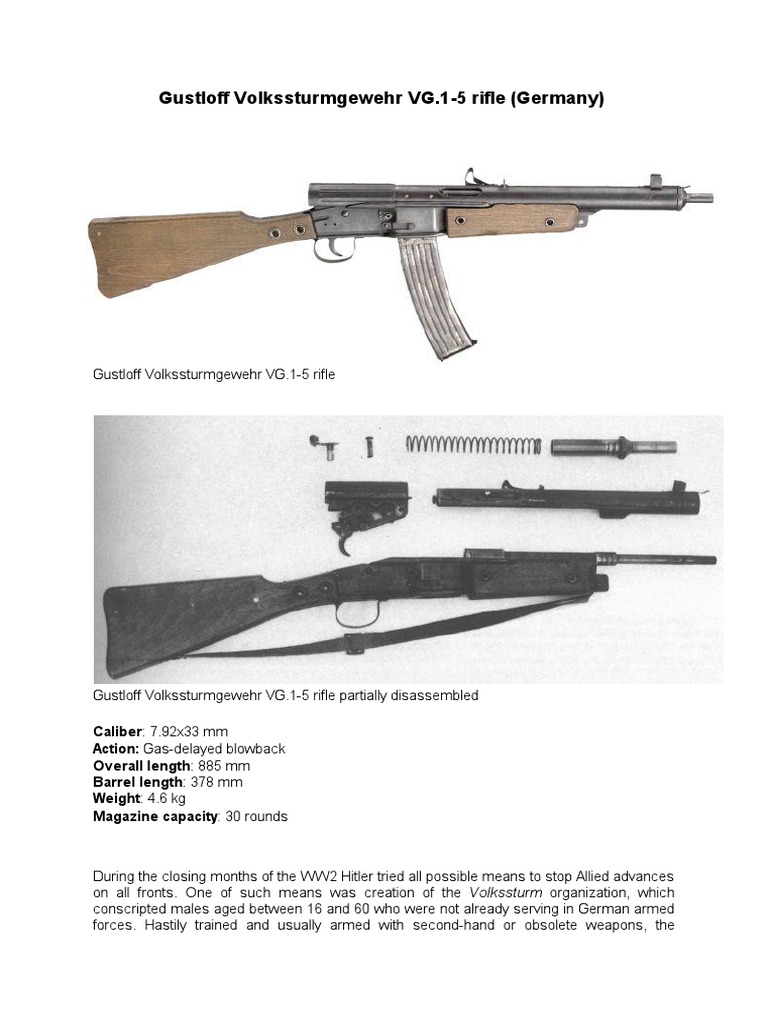 Gustloff Volkssturmgewehr VG.1-5 rifle (Germany)
Gustloff Volkssturmgewehr VG.1-5 rifle
Gustloff Volkssturmgewehr VG.1-5 rifle partially disassembled
Caliber: 7.92x33 mm
Action: Gas-delayed blowback
Overall length: 885 mm
Barrel length: 378 mm
Weight: 4.6 kg
Magazine capacity: 30 rounds
During the closing months of the WW2 Hitler tried all possible means to stop Allied advances
on all fronts. One of such means was creation of the Volkssturm organization, which
conscripted males aged between 16 and 60 who were not already serving in German armed
forces. Hastily trained and usually armed with second-hand or obsolete weapons, the